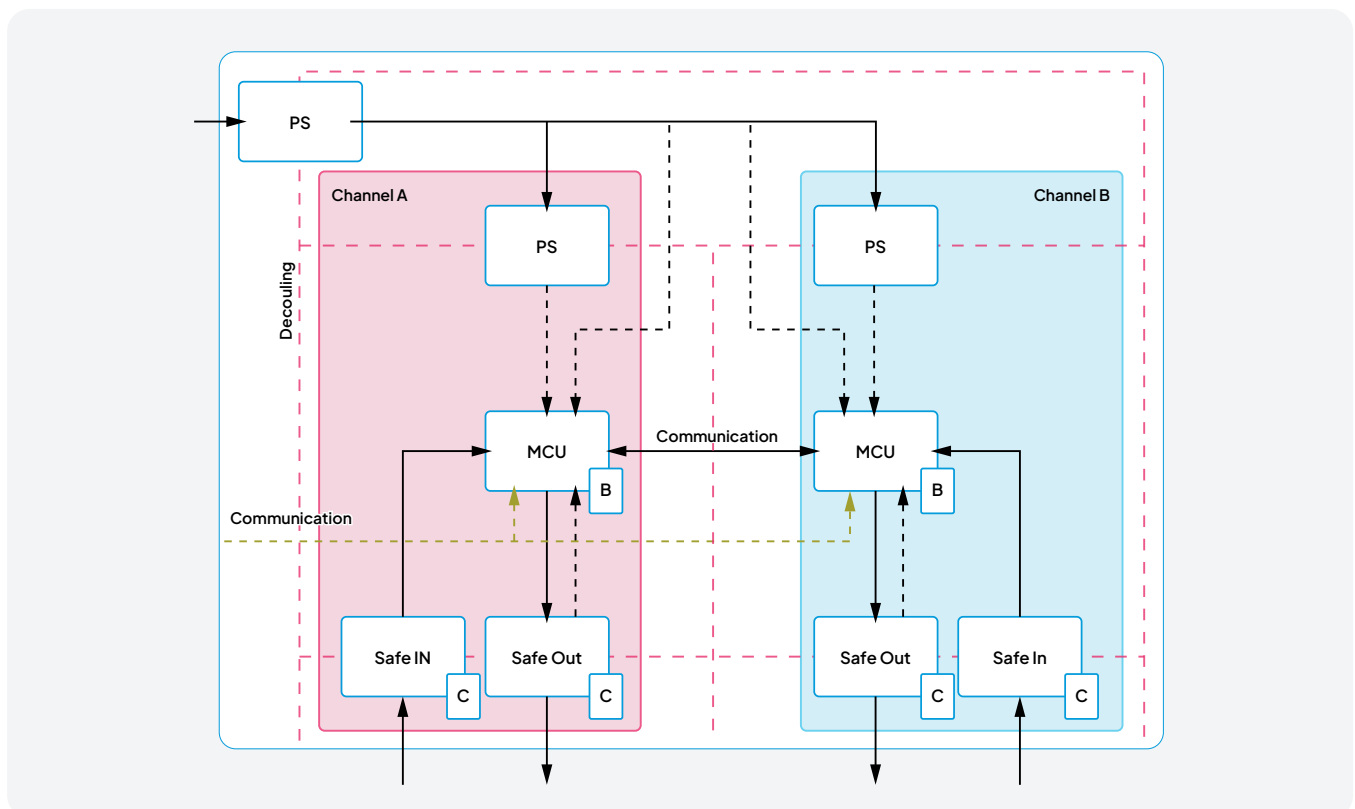 PS
Channel A
Channel B
PS
PS
Decouling
MCU
Communication
MCU
B
B
Communication
Safe IN
Safe Out
Safe Out
Safe In
C
C
C
C